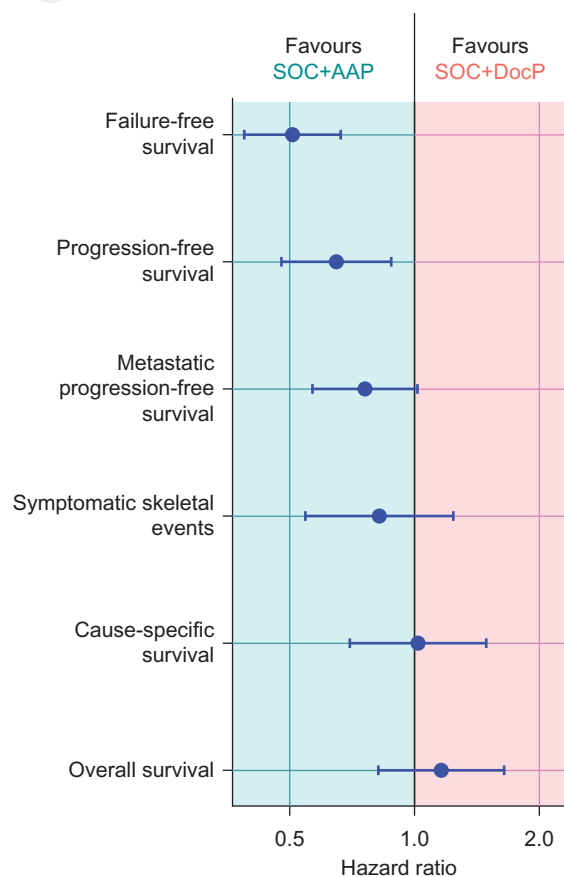 Favours
SOC+AAP
Favours
SOC+DocP
Failure-free
survival
Progression-free
survival
Metastatic
progression-free
survival
Symptomatic skeletal
events
Cause-specific
survival
Overall survival
0.5
1.0
2.0
Hazard ratio